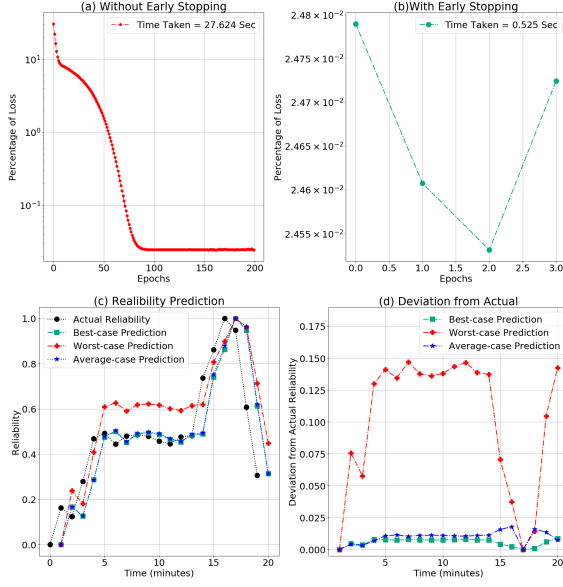 (a) Without Early Stopping
Time Taken = 27.624 Sec
Percentage of Loss
10^1
10^0
10^-1
0 50 100 150 200
Epochs
(b)With Early Stopping
Time Taken = 0.525 Sec
Percentage of Loss
2.48 × 10^-2
2.475 × 10^-2
2.47 × 10^-2
2.465 × 10^-2
2.46 × 10^-2
2.455 × 10^-2
0.0 0.5 1.0 1.5 2.0 2.5 3.0
Epochs
(c) Realibility Prediction
Actual Reliability
Best-case Prediction
Worst-case Prediction
Average-case Prediction
Reliability
1.0
0.8
0.6
0.4
0.2
0.0
0 5 10 15 20
Time (minutes)
(d) Deviation from Actual
Best-case Prediction
Worst-case Prediction
Average-case Prediction
Deviation from Actual Reliability
0.175
0.150
0.125
0.100
0.075
0.050
0.025
0.000
5 10 15 20
Time (minutes)